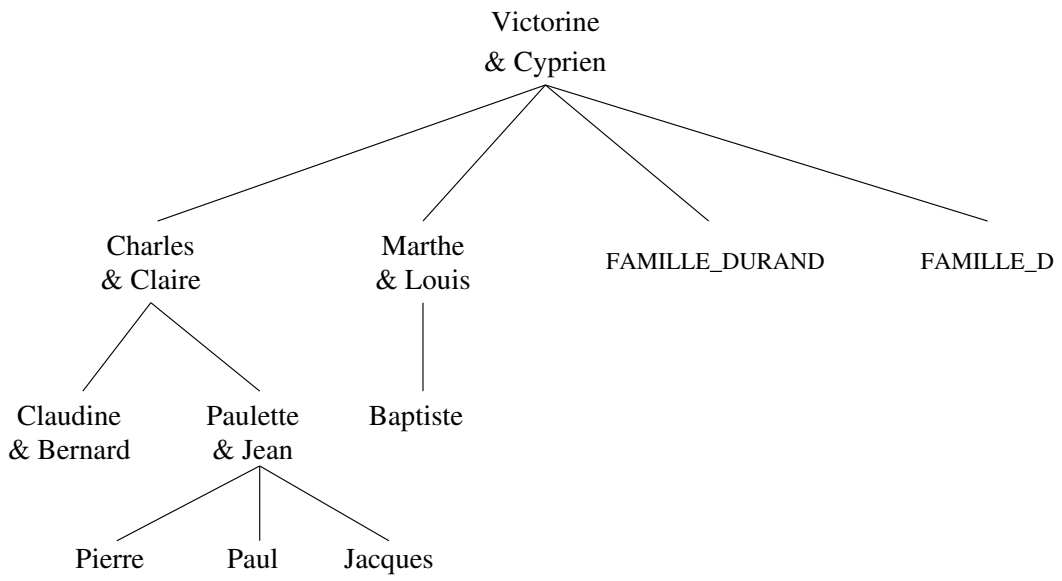 Victorine
& Cyprien
Charles
& Claire
Marthe
& Louis
FAMILLE_DURAND
FAMILLE_D
Claudine
& Bernard
Paulette
& Jean
Baptiste
Pierre
Paul
Jacques